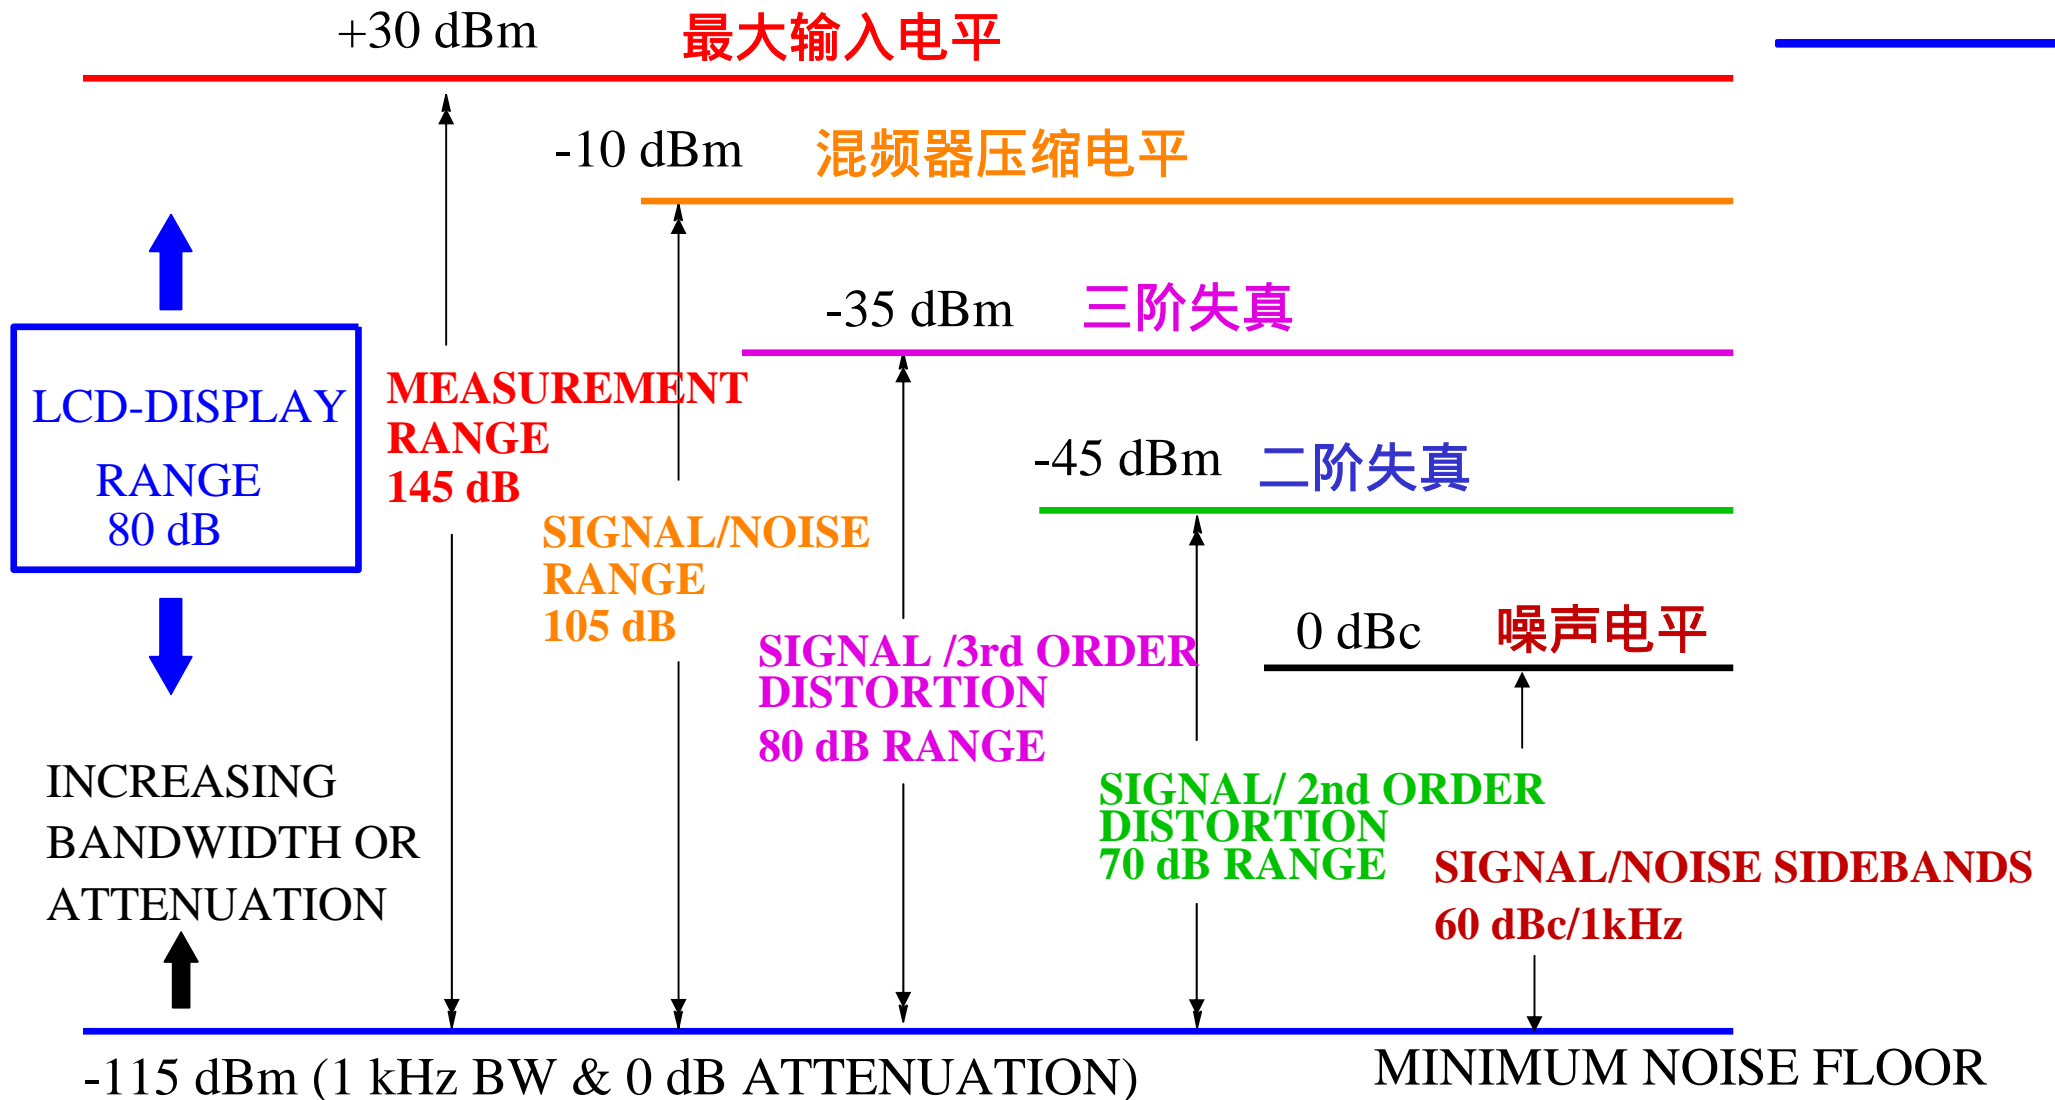 +30 dBm 最大输入电平
-10 dBm 混频器压缩电平
-35 dBm 三阶失真
LCD-DISPLAY
RANGE
80 dB
MEASUREMENT
RANGE
145 dB
-45 dBm 二阶失真
SIGNAL/NOISE
RANGE
105 dB
0 dBc 噪声电平
SIGNAL /3rd ORDER
DISTORTION
80 dB RANGE
INCREASING
BANDWIDTH OR
ATTENUATION
SIGNAL/ 2nd ORDER
DISTORTION
70 dB RANGE
SIGNAL/NOISE SIDEBANDS
60 dBc/1kHz
-115 dBm (1 kHz BW & 0 dB ATTENUATION)
MINIMUM NOISE FLOOR